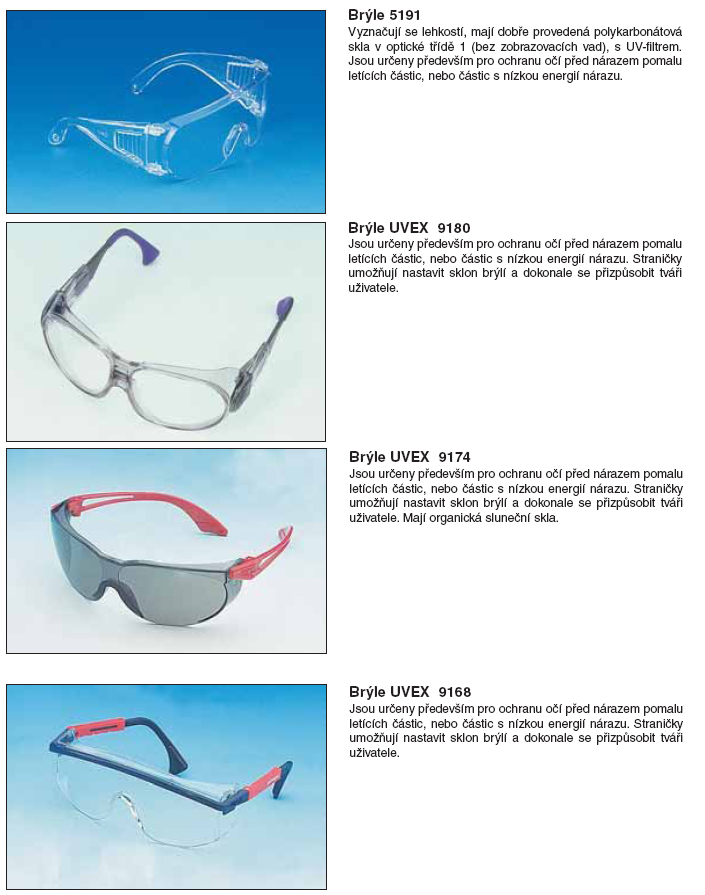 Brýle 5191
Vyznačují se lehkostí, mají dobře provedená polykarbonátová
skla v optické třídě 1 (bez zobrazovacích vad), s UV-filtrem.
Jsou určeny především pro ochranu očí před nárazem pomalu
letících částic, nebo částic s nízkou energií nárazu.
Brýle UVEX 9180
Jsou určeny především pro ochranu očí před nárazem pomalu
letících částic, nebo částic s nízkou energií nárazu. Straničky
umožňují nastavit sklon brýlí a dokonale se přizpůsobit tváři
uživatele.
Brýle UVEX 9174
Jsou určeny především pro ochranu očí před nárazem pomalu
letících částic, nebo částic s nízkou energií nárazu. Straničky
umožňují nastavit sklon brýlí a dokonale se přizpůsobit tváři
uživatele. Mají organická sluneční skla.
Brýle UVEX 9168
Jsou určeny především pro ochranu očí před nárazem pomalu
letících částic, nebo částic s nízkou energií nárazu. Straničky
umožňují nastavit sklon brýlí a dokonale se přizpůsobit tváři
uživatele.